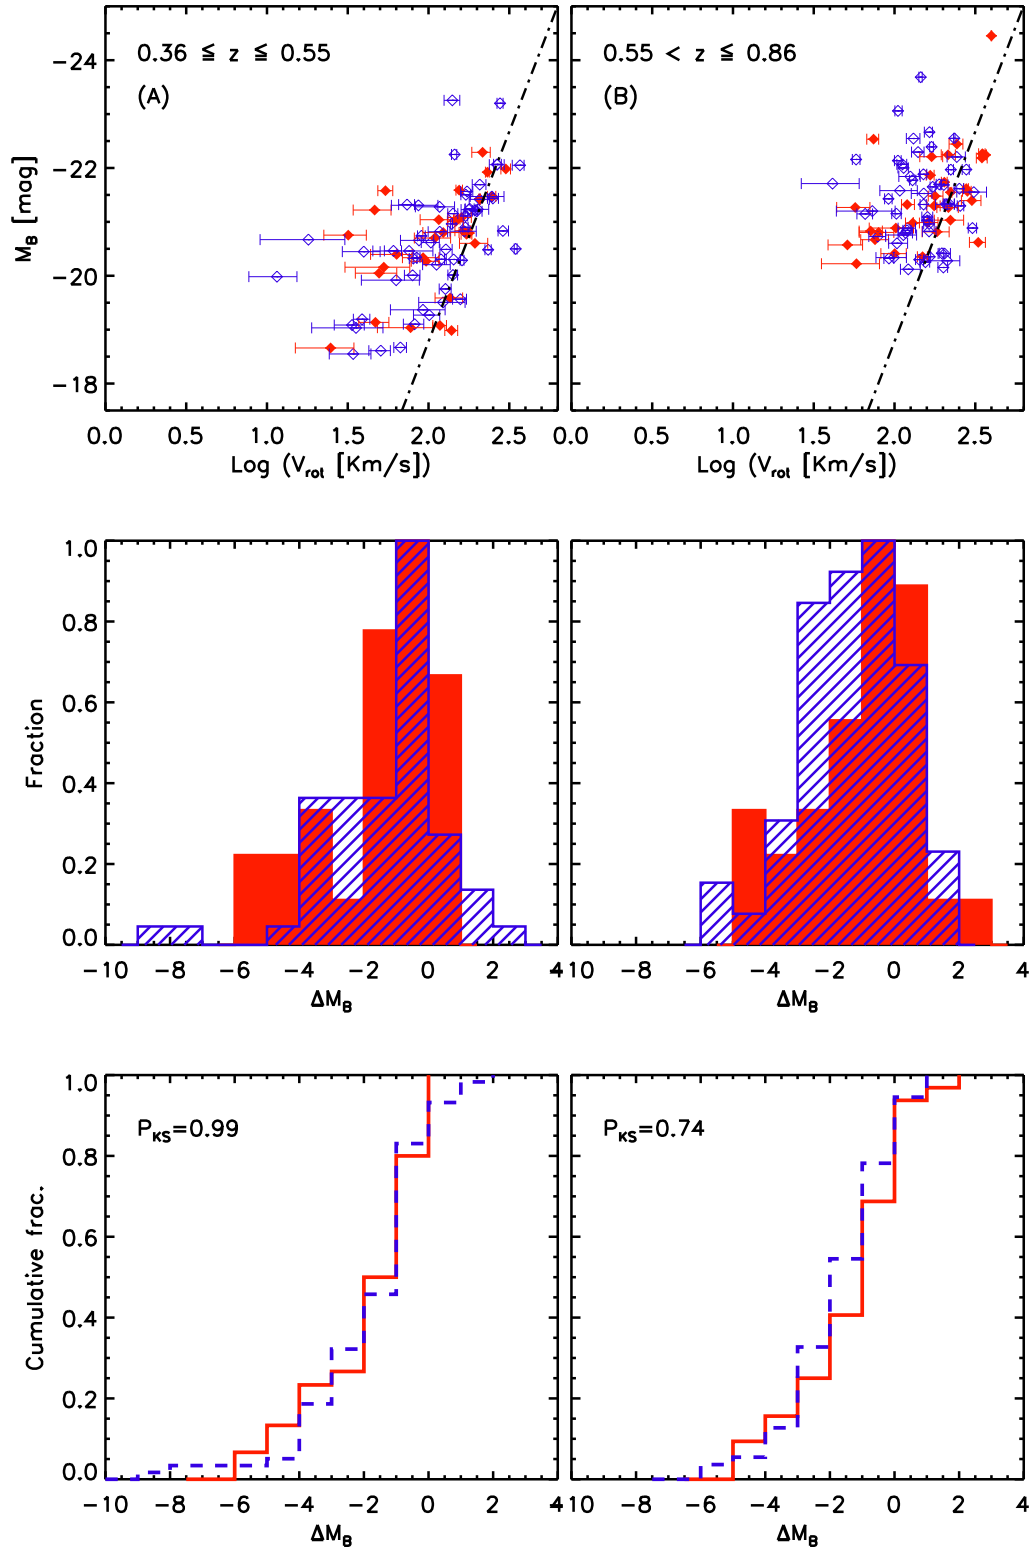 0.36 ≦ z ≦ 0.55
(A)
0.55 < z ≦ 0.86
(B)
M_B [mag]
−24
−22
−20
−18
0.0 0.5 1.0 1.5 2.0 2.5
0.0 0.5 1.0 1.5 2.0 2.5
Log (V_rot [Km/s])
Log (V_rot [Km/s])
Fraction
1.0
0.8
0.6
0.4
0.2
0.0
−10 −8 −6 −4 −2 0 2 4
−10 −8 −6 −4 −2 0 2 4
ΔM_B
ΔM_B
P_KS=0.99
P_KS=0.74
Cumulative frac.
1.0
0.8
0.6
0.4
0.2
0.0
−10 −8 −6 −4 −2 0 2 4
−10 −8 −6 −4 −2 0 2 4
ΔM_B
ΔM_B